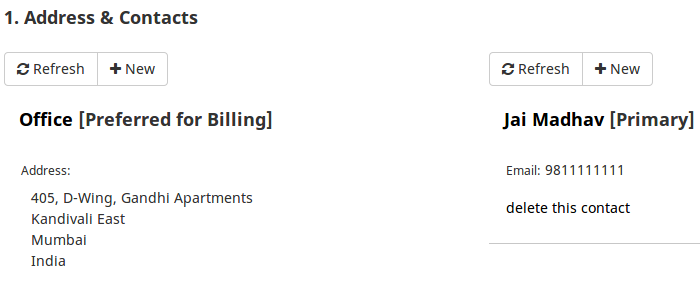 1. Address & Contacts
Refresh New
Refresh New
Office [Preferred for Billing]
Address:
405, D-Wing, Gandhi Apartments
Kandivali East
Mumbai
India
Jai Madhav [Primary]
Email: 9811111111
delete this contact